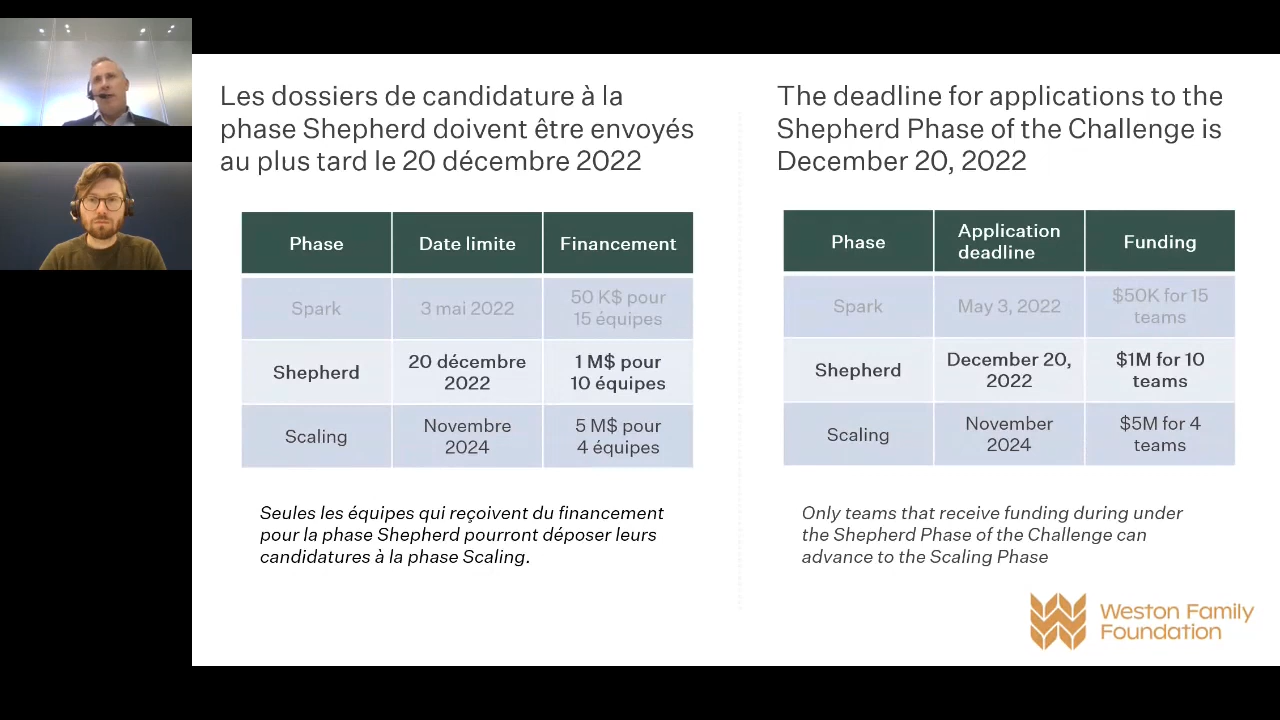 Les dossiers de candidature à la
phase Shepherd doivent être envoyés
au plus tard le 20 décembre 2022
Phase Date limite Financement
Spark 3 mai 2022 50 K$ pour
15 équipes
Shepherd 20 décembre
2022 1 M$ pour
10 équipes
Scaling Novembre
2024 5 M$ pour
4 équipes
Seules les équipes qui reçoivent du financement
pour la phase Shepherd pourront déposer leurs
candidatures à la phase Scaling.
The deadline for applications to the
Shepherd Phase of the Challenge is
December 20, 2022
Phase Application
deadline Funding
Spark May 3, 2022 $50K for 15
teams
Shepherd December 20,
2022 $1M for 10
teams
Scaling November
2024 $5M for 4
teams
Only teams that receive funding during under
the Shepherd Phase of the Challenge can
advance to the Scaling Phase
Weston Family
Foundation